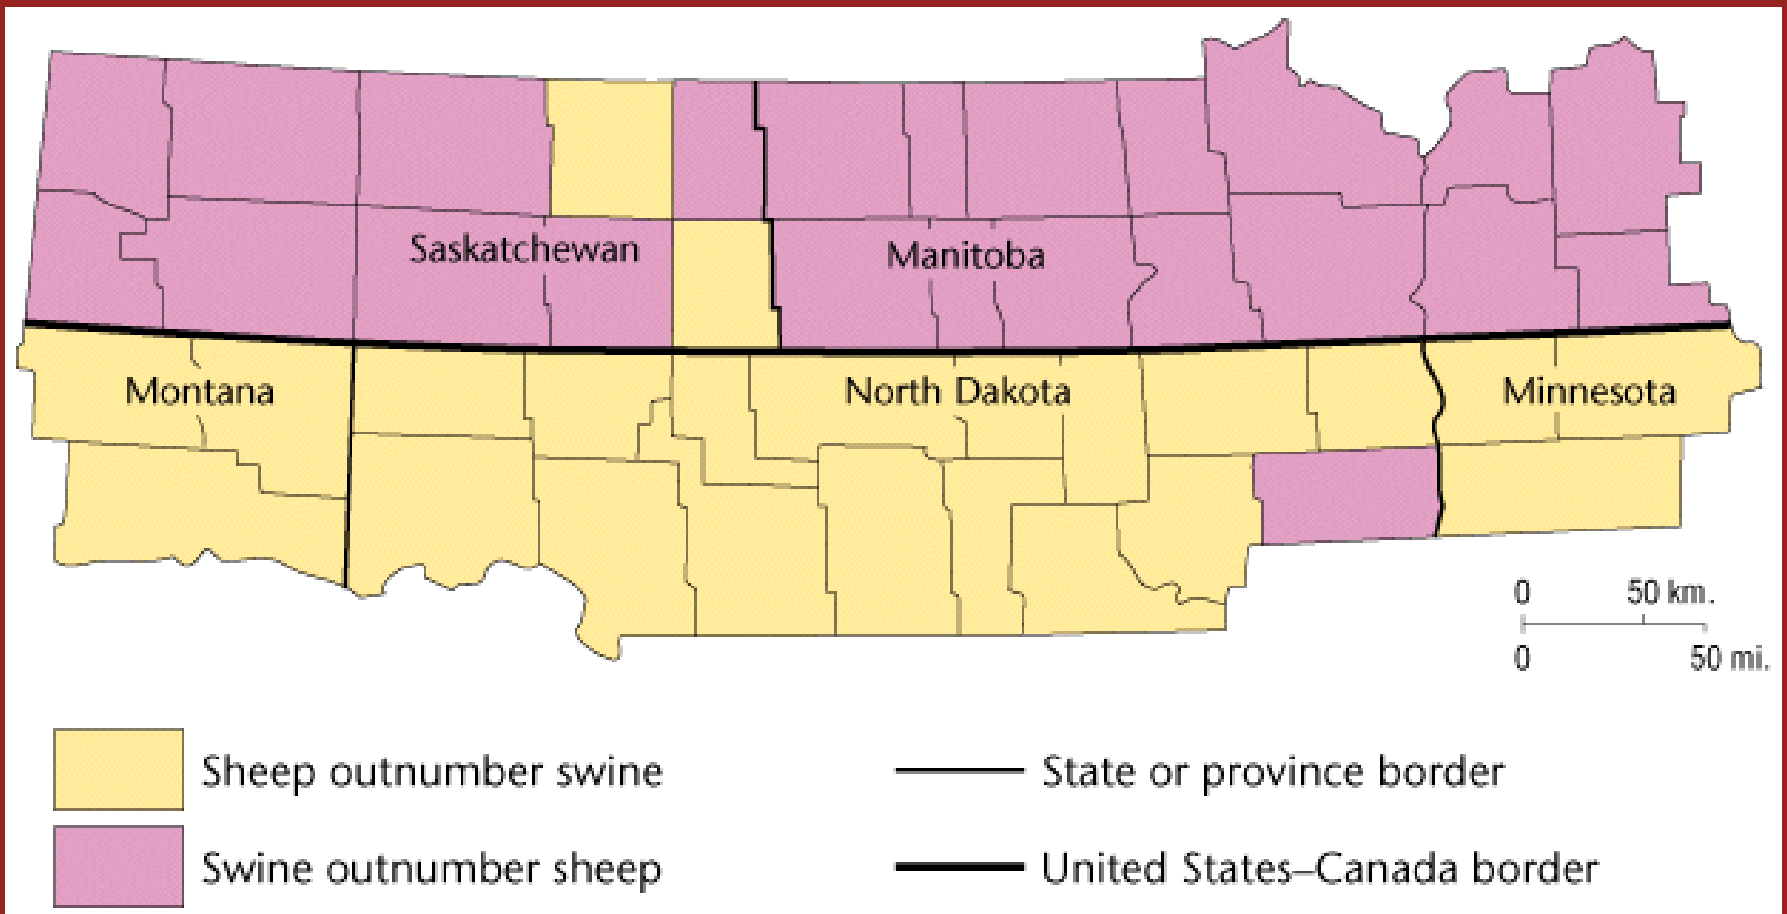 Saskatchewan
Manitoba
Montana
North Dakota
Minnesota
0 50 km.
0 50 mi.
Sheep outnumber swine
State or province border
Swine outnumber sheep
United States–Canada border